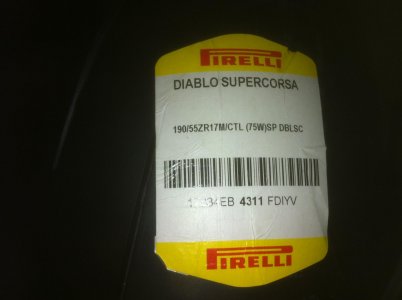 PIRELLI
DIABLO SUPERCORSA
190/55ZR17M/CTL (75W)SP DBLSC
4311 FDIYV
PIRELLI